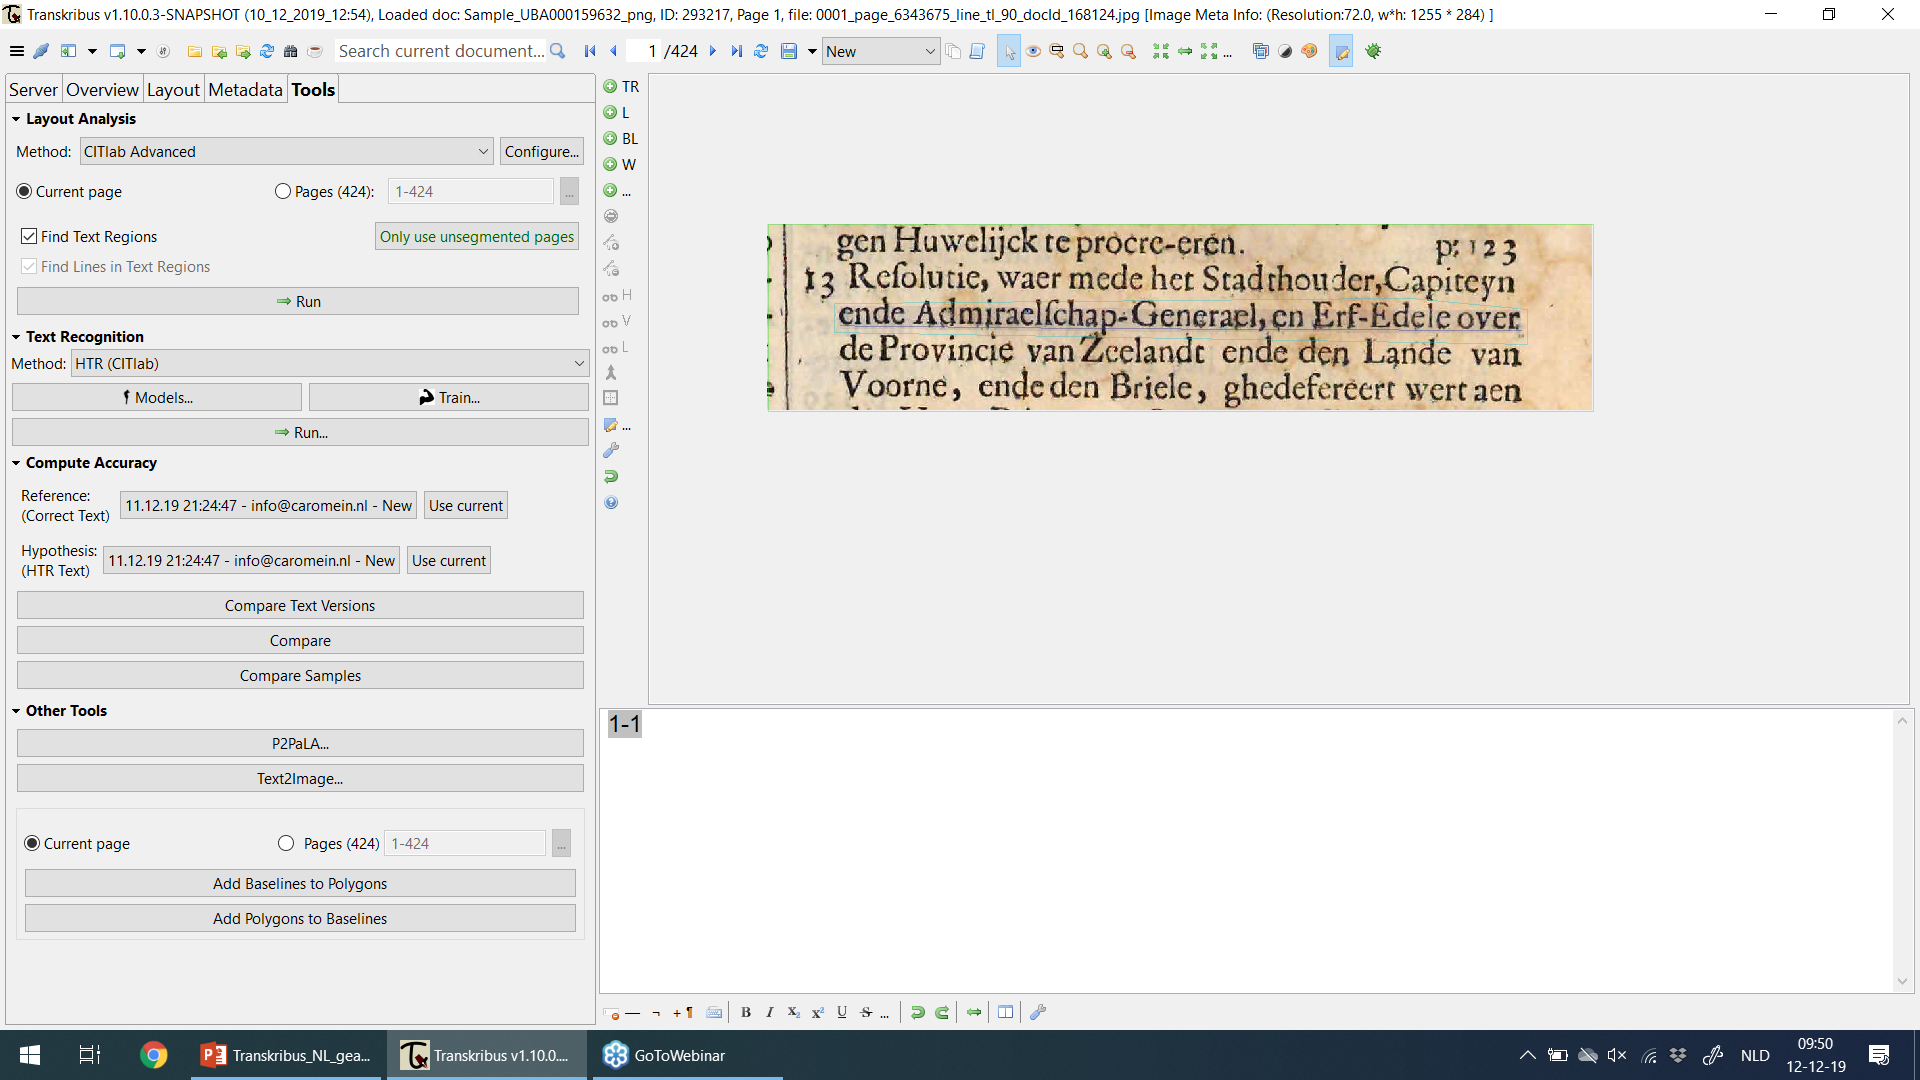 Transkribus v1.10.0.3-SNAPSHOT (10_12_2019_12:54), Loaded doc: Sample_UBA000159632_png, ID: 293217, Page 1, file: 0001_page_6343675_line_tl_90_docId_168124.jpg [Image Meta Info: (Resolution:72.0, w*h: 1255 * 284) ]
Search current document... 1 /424 New
Server Overview Layout Metadata Tools
Layout Analysis
Method: CITlab Advanced Configure...
Current page Pages (424): 1-424 ...
Find Text Regions Only use unsegmented pages
Find Lines in Text Regions
Run
Text Recognition
Method: HTR (CITlab)
Models... Train...
Run...
Compute Accuracy
Reference:
(Correct Text) 11.12.19 21:24:47 - info@caromein.nl - New Use current
Hypothesis:
(HTR Text) 11.12.19 21:24:47 - info@caromein.nl - New Use current
Compare Text Versions
Compare
Compare Samples
Other Tools
P2PaLA...
Text2Image...
Current page Pages (424) 1-424 ...
Add Baselines to Polygons
Add Polygons to Baselines
TR
L
BL
W
...
H
V
L
...
gen Huwelijck te procre-eren. p: 123
13 Reſolutie, waer mede het Stadthouder, Capiteyn
ende Admiraelſchap-Generael, en Erf-Edele over
de Provincie van Zeelandt ende den Lande van
Voorne, ende den Briele, ghedefereert wert aen
1-1
B I X₂ x² U S ...
Transkribus_NL_gea... Transkribus v1.10.0.... GoToWebinar
NLD 09:50
12-12-19